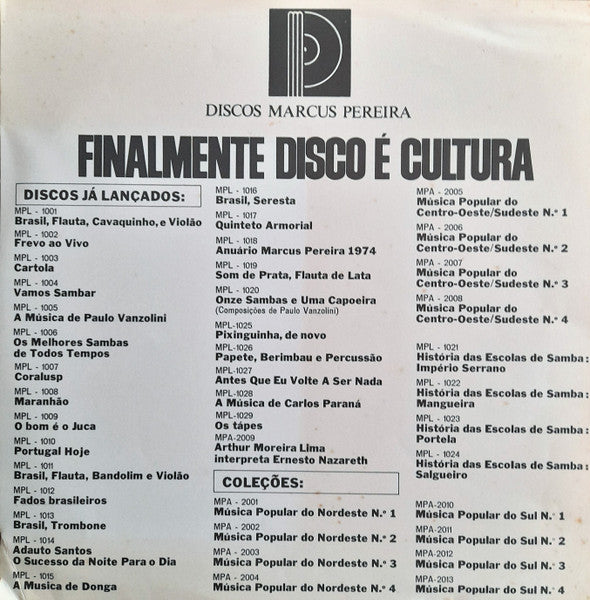 DISCOS MARCUS PEREIRA
FINALMENTE DISCO É CULTURA
DISCOS JÁ LANÇADOS:
MPL - 1001
Brasil, Flauta, Cavaquinho, e Violão
MPL - 1002
Frevo ao Vivo
MPL - 1003
Cartola
MPL - 1004
Vamos Sambar
MPL - 1005
A Música de Paulo Vanzolini
MPL - 1006
Os Melhores Sambas
de Todos Tempos
MPL - 1007
Coralusp
MPL - 1008
Maranhão
MPL - 1009
O bom é o Juca
MPL - 1010
Portugal Hoje
MPL - 1011
Brasil, Flauta, Bandolim e Violão
MPL - 1012
Fados brasileiros
MPL - 1013
Brasil, Trombone
MPL - 1014
Adauto Santos
O Sucesso da Noite Para o Dia
MPL - 1015
A Musica de Donga
MPL - 1016
Brasil, Seresta
MPL - 1017
Quinteto Armorial
MPL - 1018
Anuário Marcus Pereira 1974
MPL - 1019
Som de Prata, Flauta de Lata
MPL - 1020
Onze Sambas e Uma Capoeira
(Composições de Paulo Vanzolini)
MPL-1025
Pixinguinha, de novo
MPL-1026
Papete, Berimbau e Percussão
MPL-1027
Antes Que Eu Volte A Ser Nada
MPL-1028
A Música de Carlos Paraná
MPL-1029
Os tápes
MPA-2009
Arthur Moreira Lima
interpreta Ernesto Nazareth
COLEÇÕES:
MPA - 2001
Música Popular do Nordeste N.º 1
MPA - 2002
Música Popular do Nordeste N.º 2
MPA - 2003
Música Popular do Nordeste N.º 3
MPA - 2004
Música Popular do Nordeste N.º 4
MPA - 2005
Música Popular do
Centro-Oeste/Sudeste N.º 1
MPA - 2006
Música Popular do
Centro-Oeste/Sudeste N.º 2
MPA - 2007
Música Popular do
Centro-Oeste/Sudeste N.º 3
MPA - 2008
Música Popular do
Centro-Oeste/Sudeste N.º 4
MPL - 1021
História das Escolas de Samba:
Império Serrano
MPL - 1022
História das Escolas de Samba:
Mangueira
MPL - 1023
História das Escolas de Samba:
Portela
MPL - 1024
História das Escolas de Samba:
Salgueiro
MPA-2010
Música Popular do Sul N.º 1
MPA-2011
Música Popular do Sul N.º 2
MPA-2012
Música Popular do Sul N.º 3
MPA-2013
Música Popular do Sul N.º 4